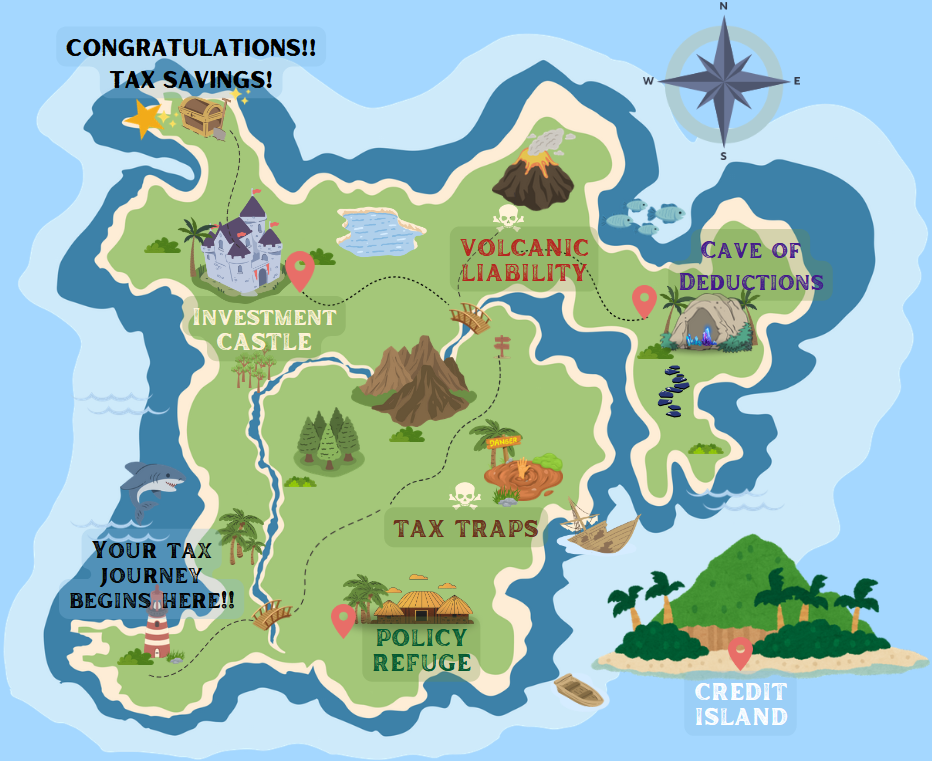 CONGRATULATIONS!!
TAX SAVINGS!
N
W
E
S
VOLCANIC
LIABILITY
CAVE OF
DEDUCTIONS
INVESTMENT
CASTLE
DANGER
TAX TRAPS
YOUR TAX
JOURNEY
BEGINS HERE!!
POLICY
REFUGE
CREDIT
ISLAND